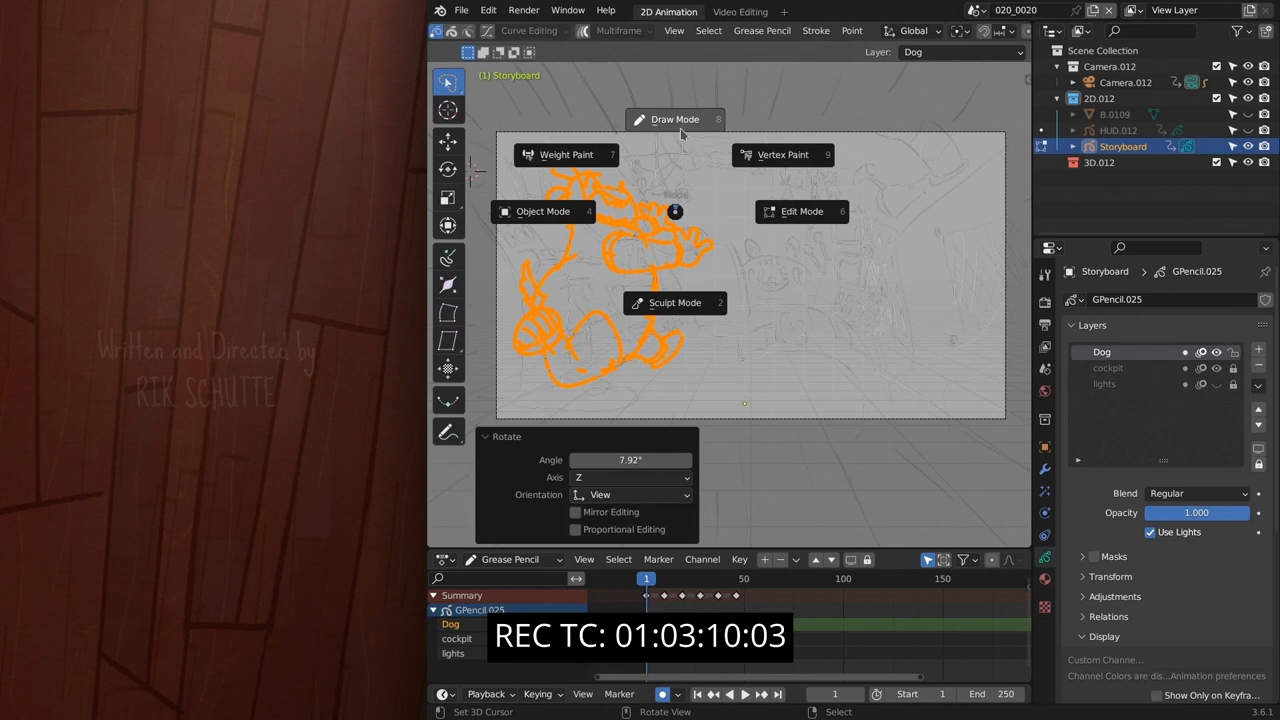 File Edit Render Window Help 2D Animation Video Editing + 020_0020 View Layer
Curve Editing Multiframe View Select Grease Pencil Stroke Point Global
Layer: Dog
(1) Storyboard
Draw Mode 8
Weight Paint 7
Vertex Paint 9
Mode
Object Mode 4
Edit Mode 6
Sculpt Mode 2
Written and Directed by
RIK SCHUTTE
Rotate
Angle 7.92°
Axis Z
Orientation View
Mirror Editing
Proportional Editing
Scene Collection
Camera.012
Camera.012
2D.012
B.0109
HUD.012
Storyboard
3D.012
Storyboard GPencil.025
GPencil.025
Layers
Dog
cockpit
lights
Blend Regular
Opacity 1.000
Use Lights
Masks
Transform
Adjustments
Relations
Display
Custom Channe...
Channel Colors are dis...Animation preferences
Show Only on Keyfra...
Grease Pencil View Select Marker Channel Key
1 50 100 150
Summary
GPencil.025
Dog
cockpit
lights
REC TC: 01:03:10:03
Playback Keying View Marker 1 Start 1 End 250
Set 3D Cursor Rotate View Select 3.6.1